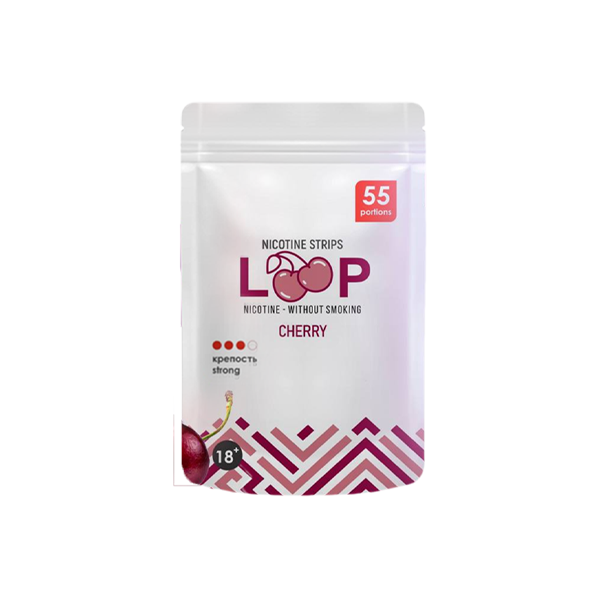 55
portions
NICOTINE STRIPS
LOOP
NICOTINE - WITHOUT SMOKING
CHERRY
крепость
strong
18+